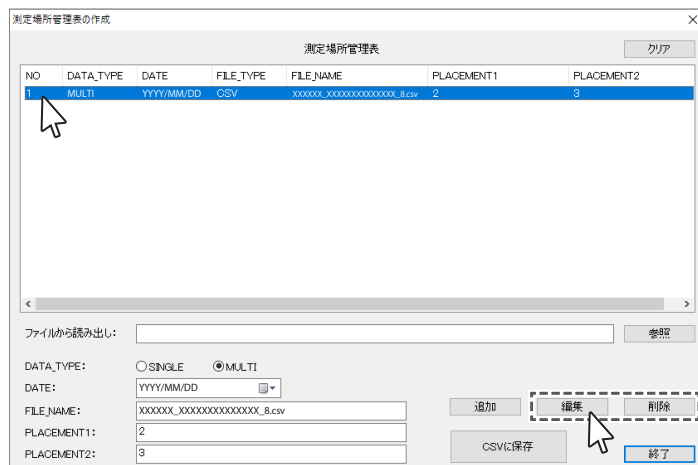 測定場所管理表の作成
測定場所管理表 クリア
NO DATA_TYPE DATE FILE_TYPE FILE_NAME PLACEMENT1 PLACEMENT2
1 MULTI YYYY/MM/DD CSV XXXXXX_XXXXXXXXXXXXXX_8.csv 2 3
ファイルから読み出し: 参照
DATA_TYPE: SINGLE MULTI
DATE: YYYY/MM/DD
FILE_NAME: XXXXXX_XXXXXXXXXXXXXX_8.csv
追加 編集 削除
PLACEMENT1: 2
PLACEMENT2: 3
CSVに保存 終了